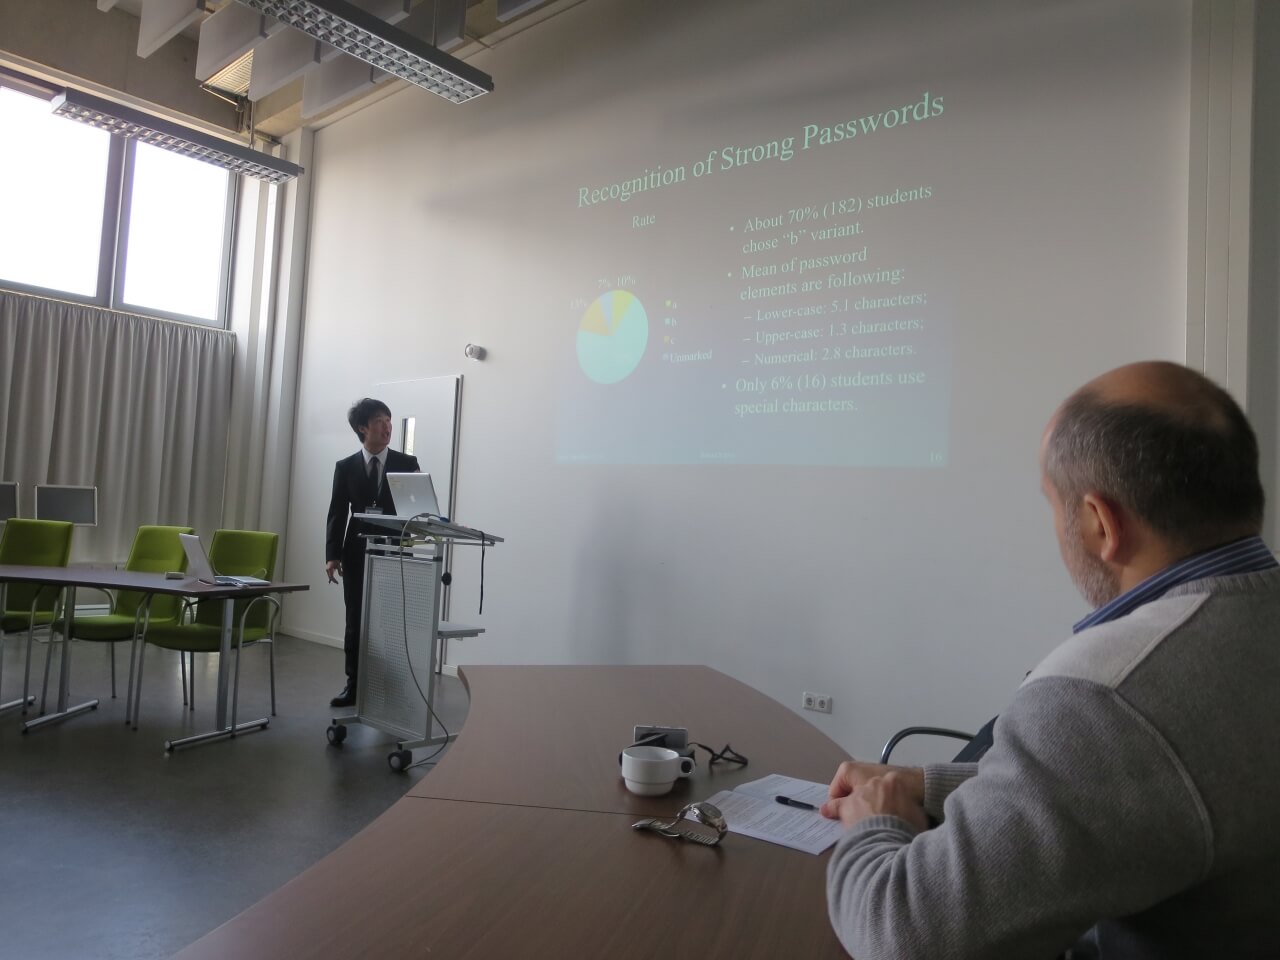 Recognition of Strong Passwords
Rate
7% 10%
13%
a
b
c
Unmarked
• About 70% (182) students
chose “b” variant.
• Mean of password
elements are following:
– Lower-case: 5.1 characters;
– Upper-case: 1.3 characters;
– Numerical: 2.8 characters.
• Only 6% (16) students use
special characters.
16